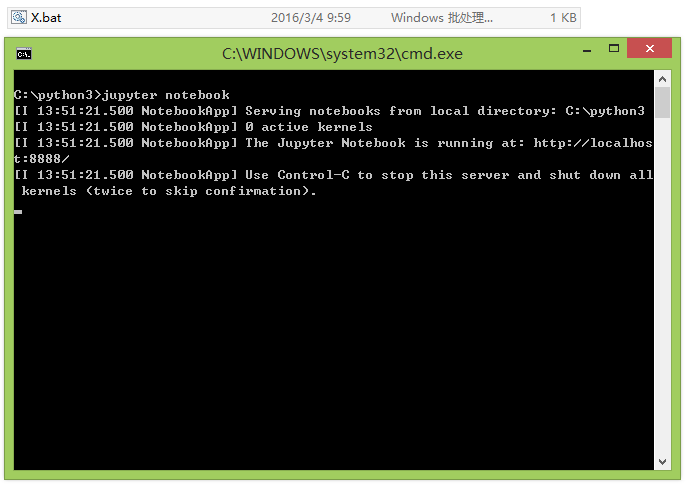 X.bat 2016/3/4 9:59 Windows 批处理... 1 KB
C:\WINDOWS\system32\cmd.exe
C:\python3>jupyter notebook
[I 13:51:21.500 NotebookApp] Serving notebooks from local directory: C:\python3
[I 13:51:21.500 NotebookApp] 0 active kernels
[I 13:51:21.500 NotebookApp] The Jupyter Notebook is running at: http://localhos
t:8888/
[I 13:51:21.500 NotebookApp] Use Control-C to stop this server and shut down all
kernels (twice to skip confirmation).